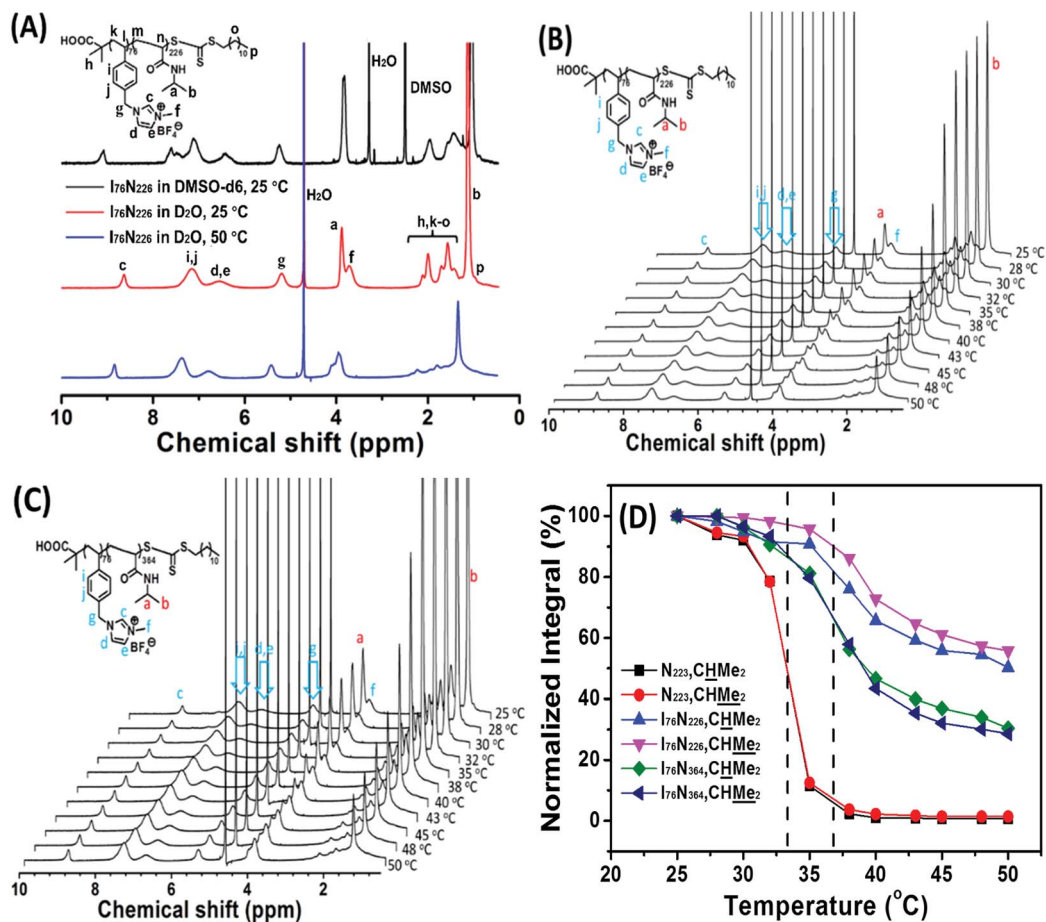 (A)
k
l
m
n
o
HOOC
76
226
S
S
S
10
p
h
i
j
g
O
N
H
a
b
c
N
N
f
d
e
BF4⊖
H2O
DMSO
I76N226 in DMSO-d6, 25 °C
I76N226 in D2O, 25 °C
I76N226 in D2O, 50 °C
H2O
c
i,j
d,e
g
a
f
h,k-o
b
p
10
8
6
4
2
0
Chemical shift (ppm)
(B)
HOOC
76
226
S
S
S
10
i
j
g
O
NH
a
b
c
N
N
f
d
e
BF4⊖
c
i,j
d,e
g
a
f
b
25 °C
28 °C
30 °C
32 °C
35 °C
38 °C
40 °C
43 °C
45 °C
48 °C
50 °C
10
8
6
4
2
Chemical shift (ppm)
(C)
HOOC
76
364
S
S
S
10
i
j
g
O
NH
a
b
c
N
N
f
d
e
BF4⊖
c
i,j
d,e
g
a
f
b
25 °C
28 °C
30 °C
32 °C
35 °C
38 °C
40 °C
43 °C
45 °C
48 °C
50 °C
10
8
6
4
2
0
Chemical shift (ppm)
(D)
Normalized Integral (%)
100
80
60
40
20
0
N223,CHMe2
N223,CHMe2
I76N226,CHMe2
I76N226,CHMe2
I76N364,CHMe2
I76N364,CHMe2
25
30
35
40
45
50
Temperature (°C)